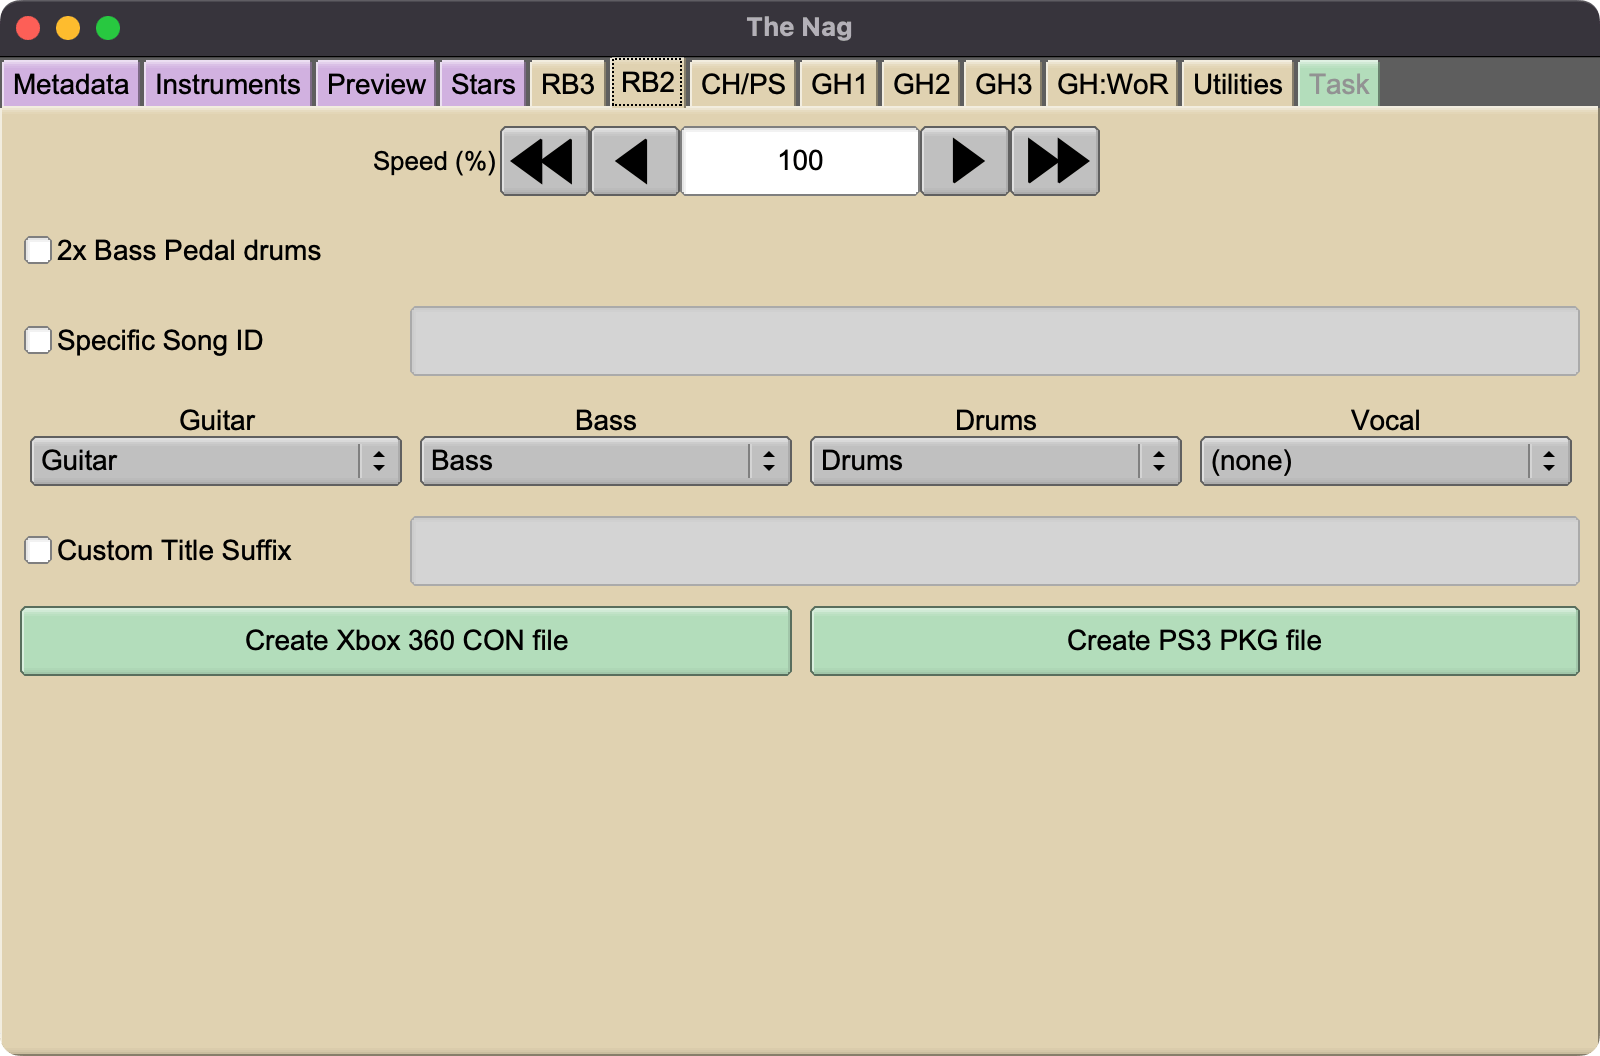 The Nag
Metadata Instruments Preview Stars RB3 RB2 CH/PS GH1 GH2 GH3 GH:WoR Utilities Task
Speed (%) 100
2x Bass Pedal drums
Specific Song ID
Guitar Bass Drums Vocal
Guitar Bass Drums (none)
Custom Title Suffix
Create Xbox 360 CON file Create PS3 PKG file